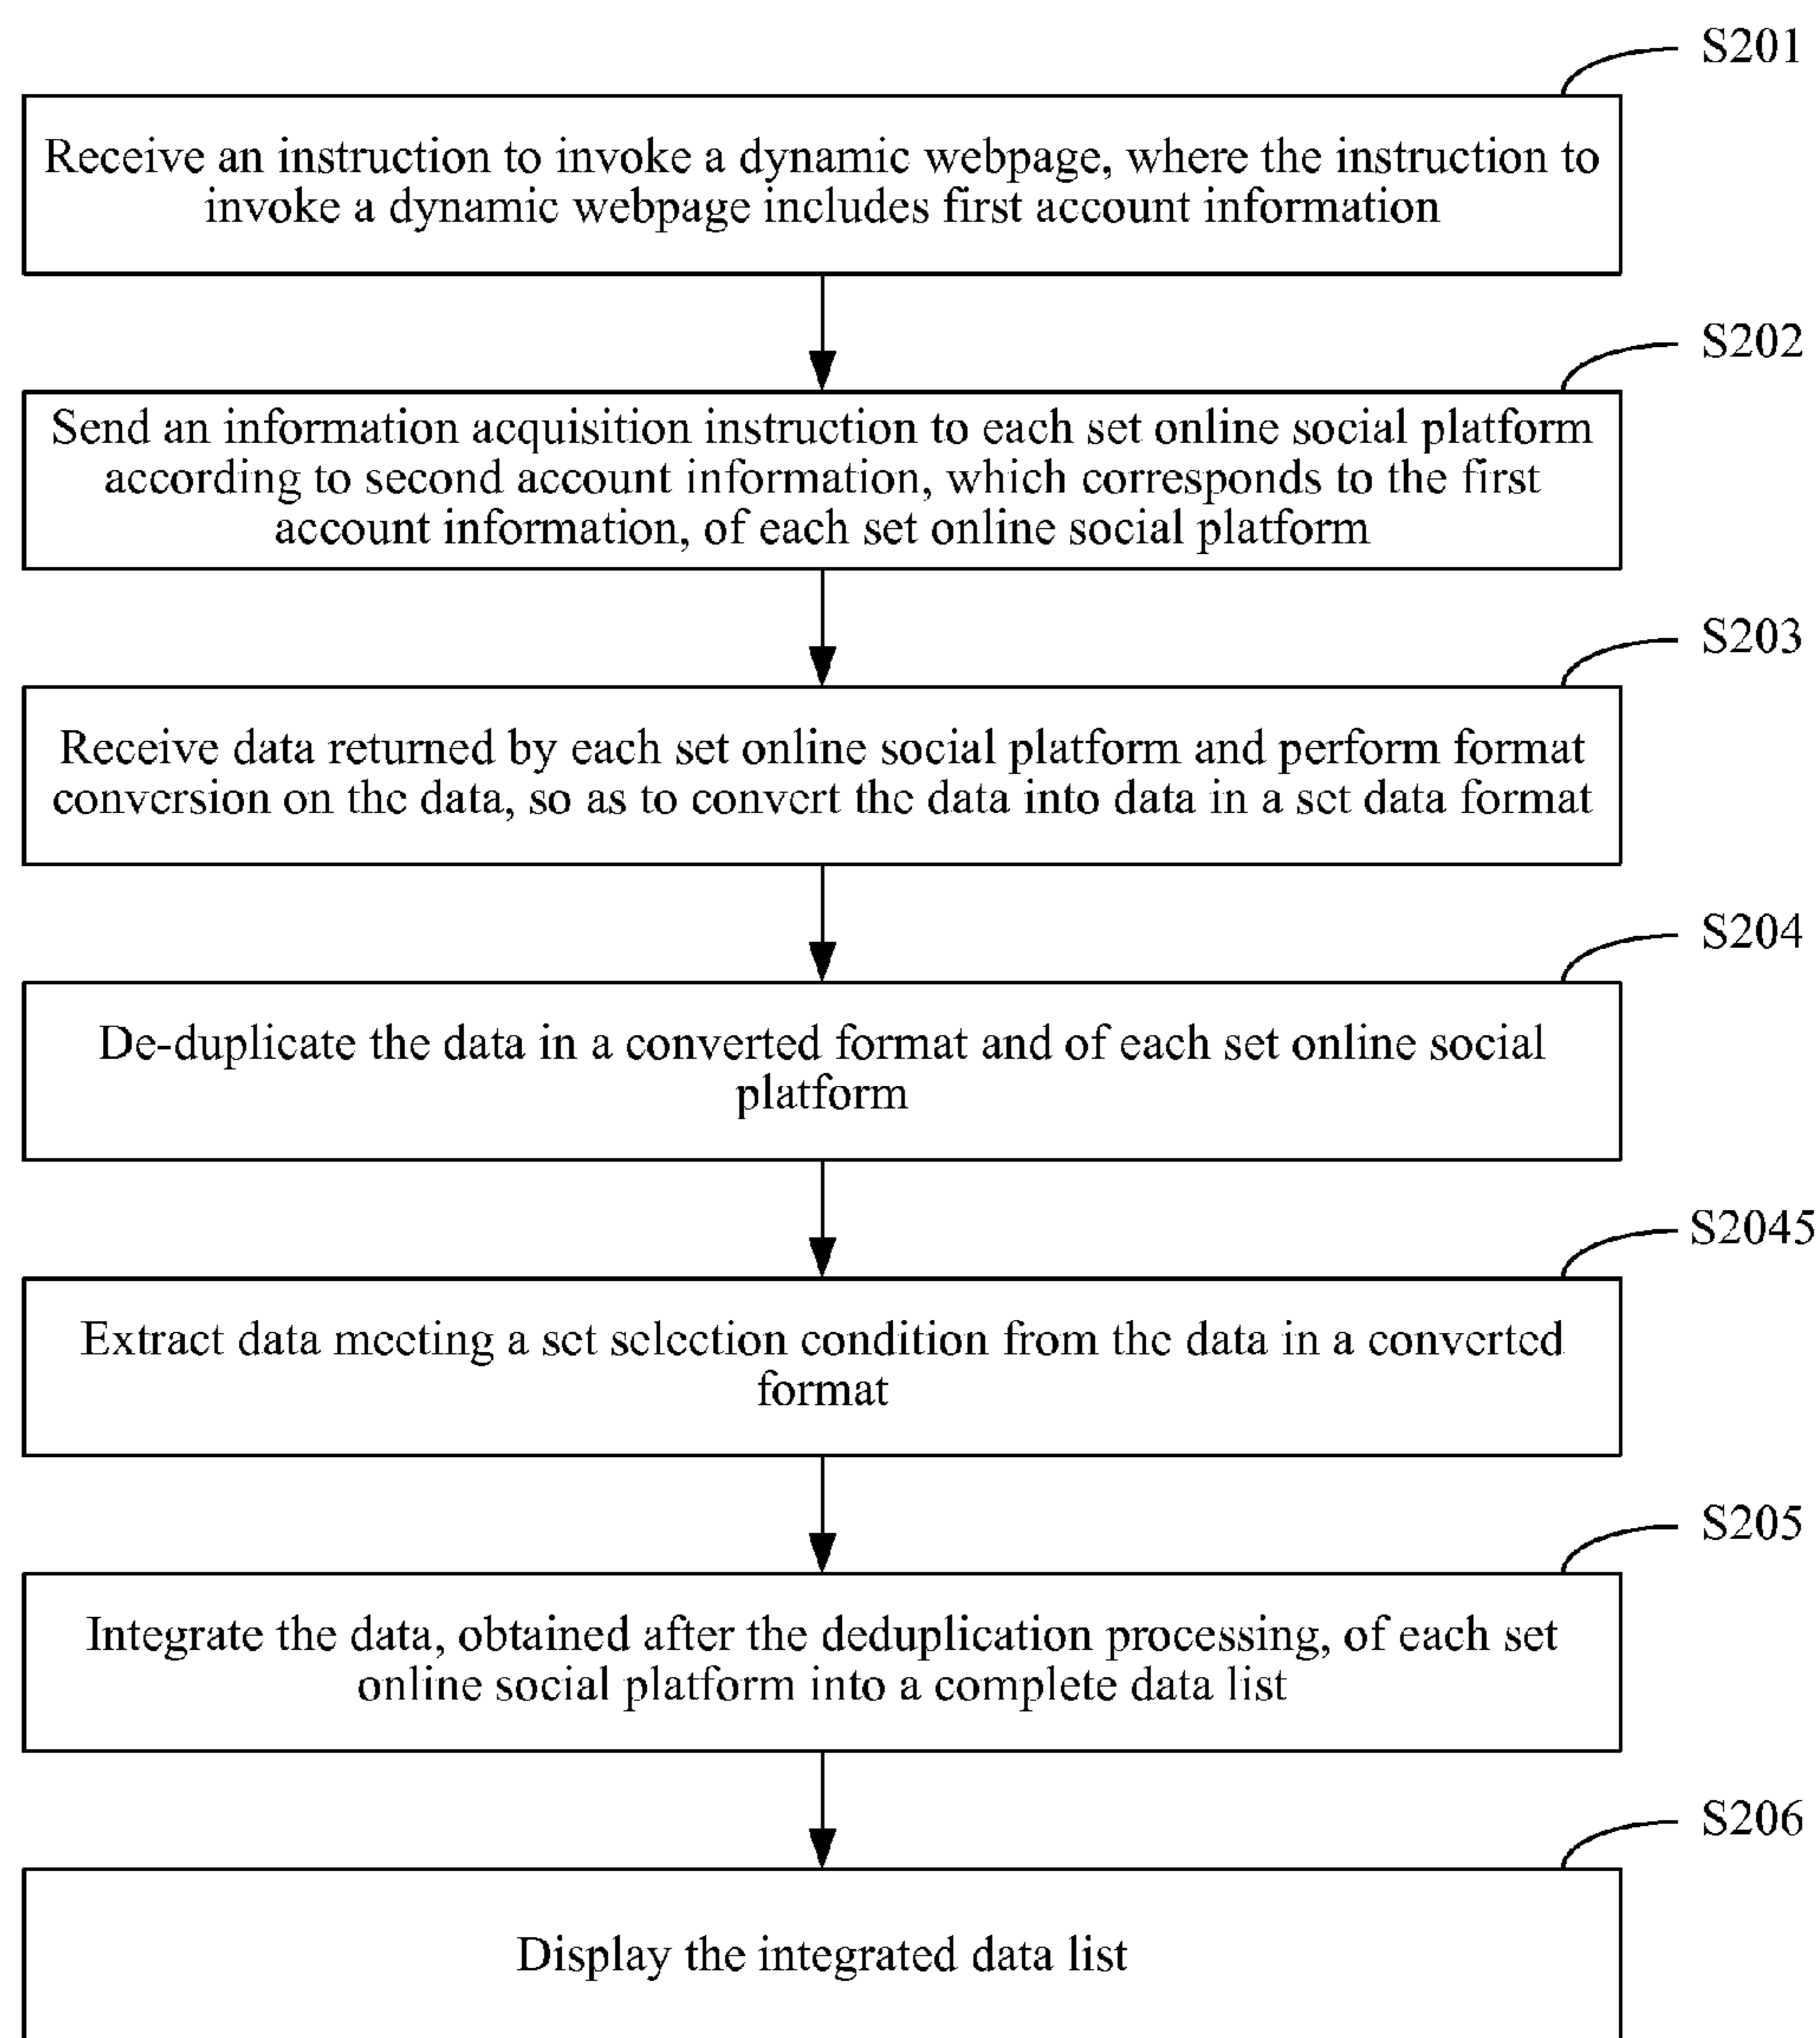 S201
Receive an instruction to invoke a dynamic webpage, where the instruction to
invoke a dynamic webpage includes first account information
S202
Send an information acquisition instruction to each set online social platform
according to second account information, which corresponds to the first
account information, of each set online social platform
S203
Receive data returned by each set online social platform and perform format
conversion on the data, so as to convert the data into data in a set data format
S204
De-duplicate the data in a converted format and of each set online social
platform
S2045
Extract data meeting a set selection condition from the data in a converted
format
S205
Integrate the data, obtained after the deduplication processing, of each set
online social platform into a complete data list
S206
Display the integrated data list